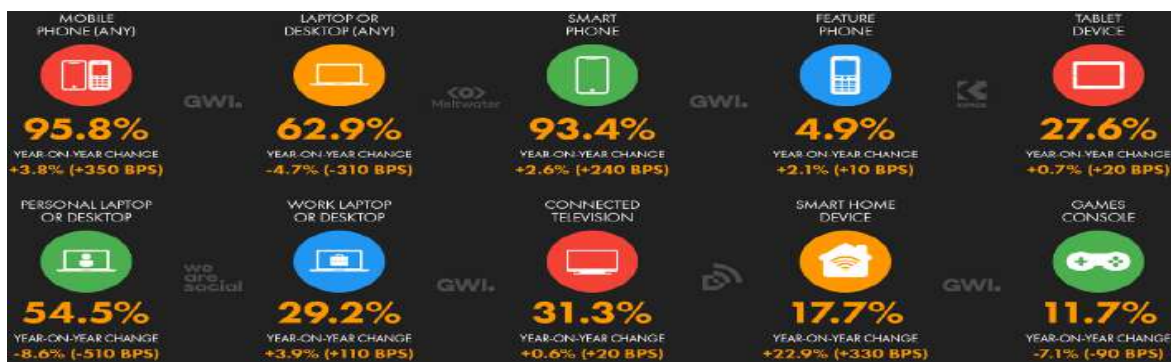 MOBILE
PHONE (ANY)
95.8%
YEAR-ON-YEAR CHANGE
+3.8% (+350 BPS)
GWI.
LAPTOP OR
DESKTOP (ANY)
62.9%
YEAR-ON-YEAR CHANGE
-4.7% (-310 BPS)
Meltwater
SMART
PHONE
93.4%
YEAR-ON-YEAR CHANGE
+2.6% (+240 BPS)
GWI.
FEATURE
PHONE
4.9%
YEAR-ON-YEAR CHANGE
+2.1% (+10 BPS)
TABLET
DEVICE
27.6%
YEAR-ON-YEAR CHANGE
+0.7% (+20 BPS)
PERSONAL LAPTOP
OR DESKTOP
54.5%
YEAR-ON-YEAR CHANGE
-8.6% (-510 BPS)
we
are
social
WORK LAPTOP
OR DESKTOP
29.2%
YEAR-ON-YEAR CHANGE
+3.9% (+110 BPS)
GWI.
CONNECTED
TELEVISION
31.3%
YEAR-ON-YEAR CHANGE
+0.6% (+20 BPS)
SMART HOME
DEVICE
17.7%
YEAR-ON-YEAR CHANGE
+22.9% (+330 BPS)
GWI.
GAMES
CONSOLE
11.7%
YEAR-ON-YEAR CHANGE
-7.1% (-90 BPS)